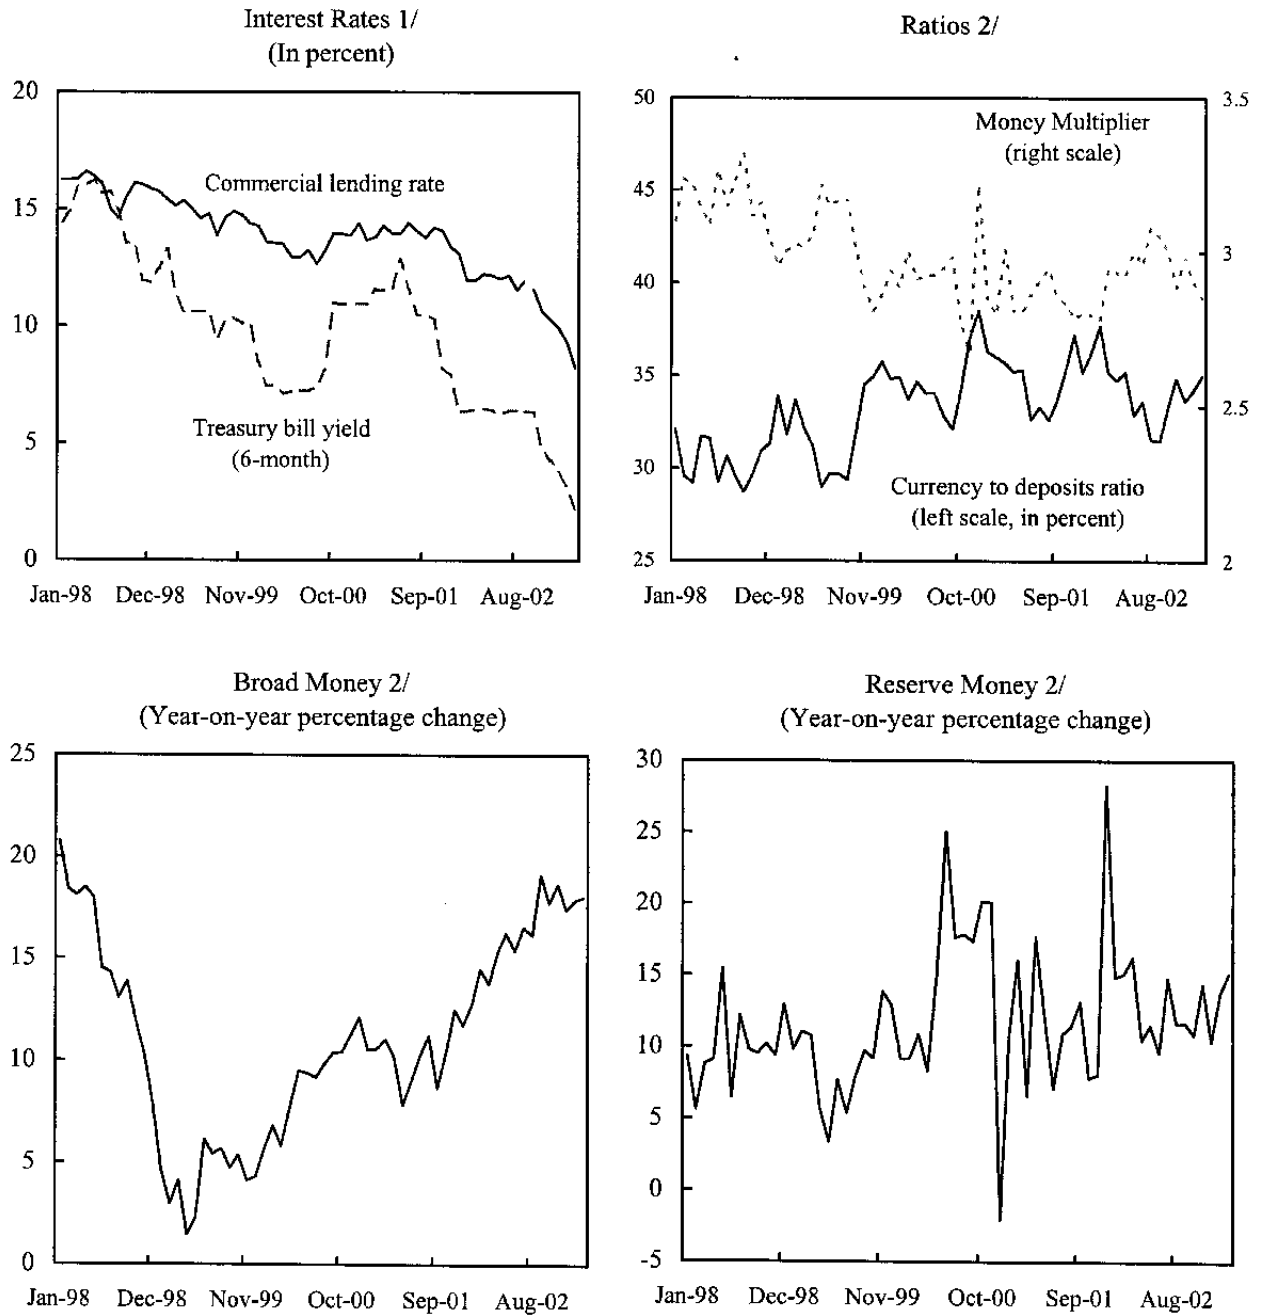 Interest Rates 1/
(In percent)
20
15
10
5
0
Commercial lending rate
Treasury bill yield
(6-month)
Jan-98 Dec-98 Nov-99 Oct-00 Sep-01 Aug-02
Ratios 2/
50
45
40
35
30
25
3.5
3
2.5
2
Money Multiplier
(right scale)
Currency to deposits ratio
(left scale, in percent)
Jan-98 Dec-98 Nov-99 Oct-00 Sep-01 Aug-02
Broad Money 2/
(Year-on-year percentage change)
25
20
15
10
5
0
Jan-98 Dec-98 Nov-99 Oct-00 Sep-01 Aug-02
Reserve Money 2/
(Year-on-year percentage change)
30
25
20
15
10
5
0
-5
Jan-98 Dec-98 Nov-99 Oct-00 Sep-01 Aug-02